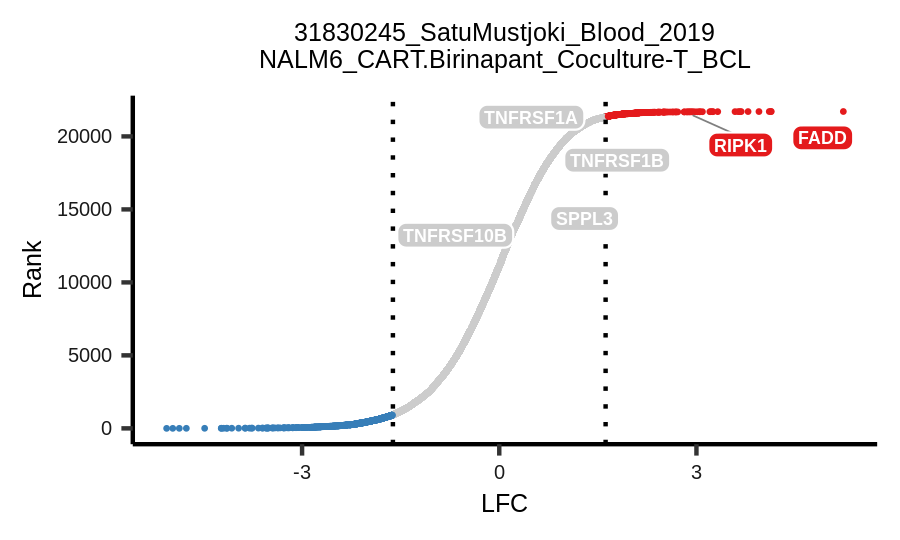 31830245_SatuMustjoki_Blood_2019
NALM6_CART.Birinapant_Coculture-T_BCL
Rank
20000
15000
10000
5000
0
TNFRSF1A
RIPK1
FADD
TNFRSF1B
SPPL3
TNFRSF10B
-3
0
3
LFC